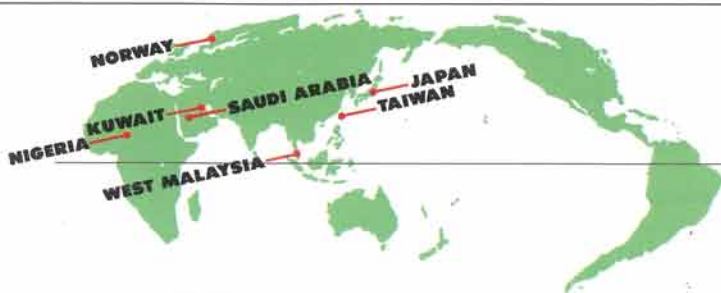 NORWAY
KUWAIT
SAUDI ARABIA
JAPAN
TAIWAN
NIGERIA
WEST MALAYSIA